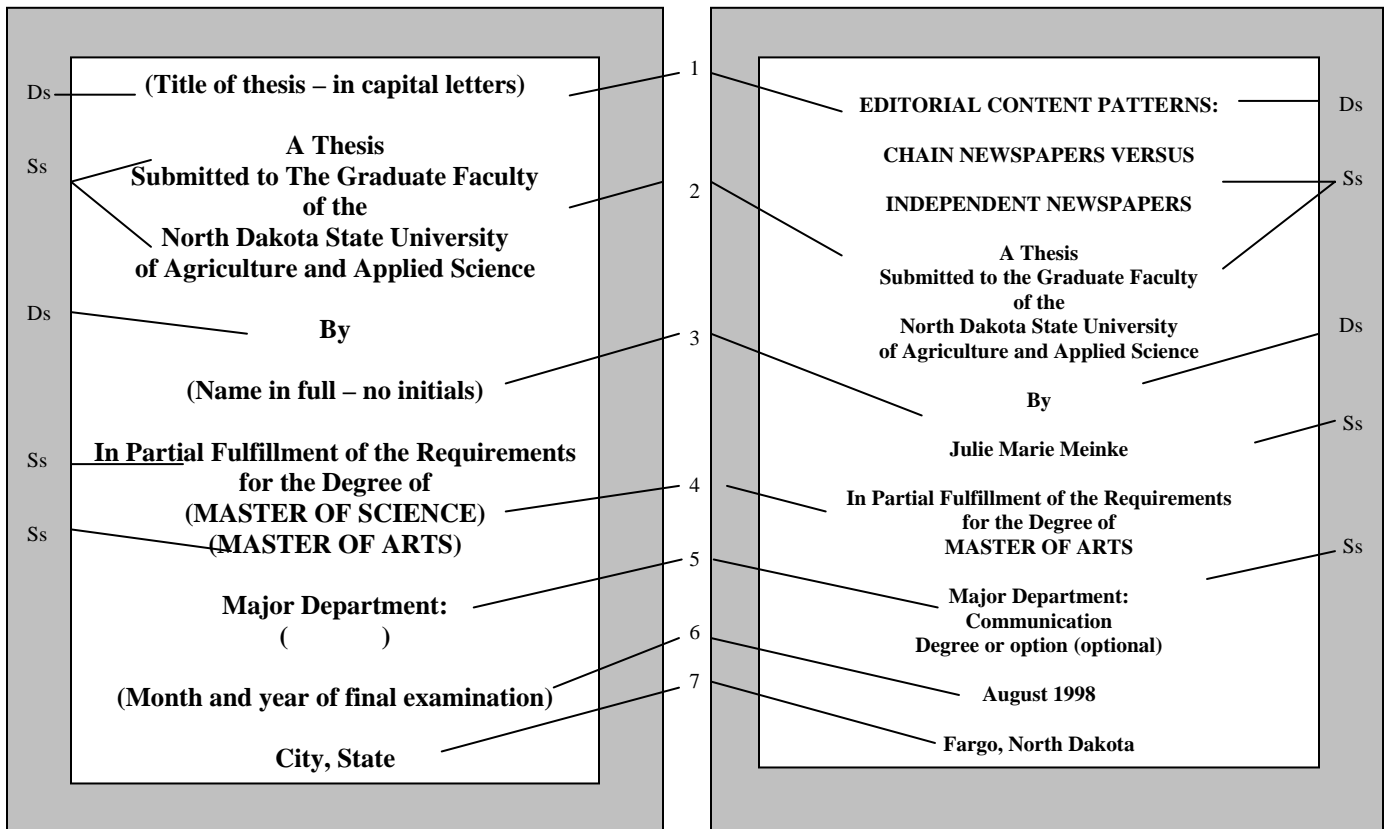 Ds
Ss
Ds
Ss
Ss
(Title of thesis – in capital letters)
A Thesis
Submitted to The Graduate Faculty
of the
North Dakota State University
of Agriculture and Applied Science
By
(Name in full – no initials)
In Partial Fulfillment of the Requirements
for the Degree of
(MASTER OF SCIENCE)
(MASTER OF ARTS)
Major Department:
( )
(Month and year of final examination)
City, State
1
2
3
4
5
6
7
EDITORIAL CONTENT PATTERNS:
CHAIN NEWSPAPERS VERSUS
INDEPENDENT NEWSPAPERS
A Thesis
Submitted to the Graduate Faculty
of the
North Dakota State University
of Agriculture and Applied Science
By
Julie Marie Meinke
In Partial Fulfillment of the Requirements
for the Degree of
MASTER OF ARTS
Major Department:
Communication
Degree or option (optional)
August 1998
Fargo, North Dakota
Ds
Ss
Ds
Ss
Ss